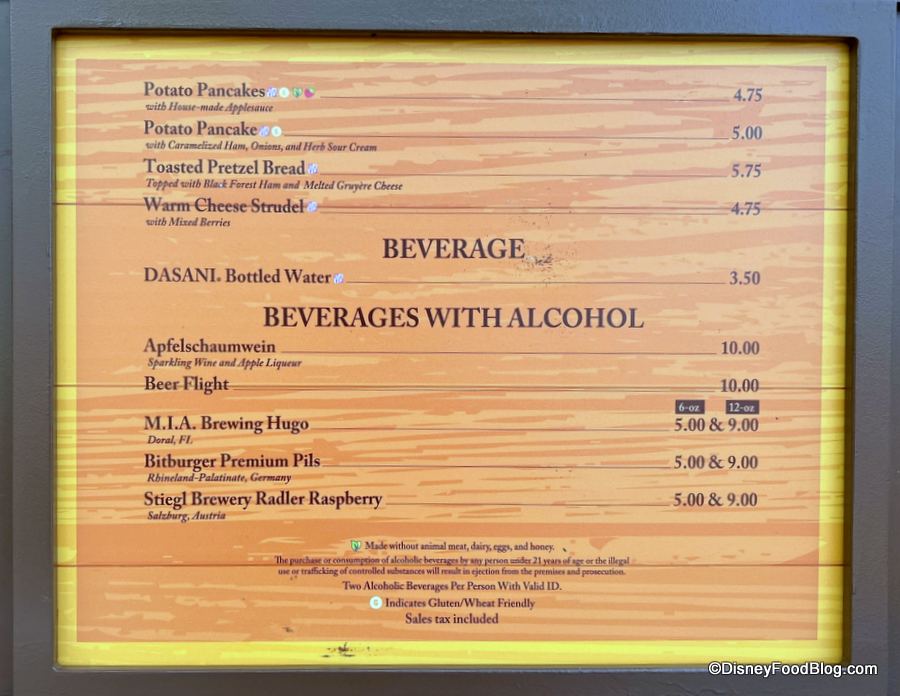 Potato Pancakes 4.75
with House-made Applesauce
Potato Pancake 5.00
with Caramelized Ham, Onions, and Herb Sour Cream
Toasted Pretzel Bread 5.75
Topped with Black Forest Ham and Melted Gruyère Cheese
Warm Cheese Strudel 4.75
with Mixed Berries
BEVERAGE
DASANI® Bottled Water 3.50
BEVERAGES WITH ALCOHOL
Apfelschaumwein 10.00
Sparkling Wine and Apple Liqueur
Beer Flight 10.00
6-oz 12-oz
M.I.A. Brewing Hugo 5.00 & 9.00
Doral, FL
Bitburger Premium Pils 5.00 & 9.00
Rhineland-Palatinate, Germany
Stiegl Brewery Radler Raspberry 5.00 & 9.00
Salzburg, Austria
Made without animal meat, dairy, eggs, and honey.
The purchase or consumption of alcoholic beverages by any person under 21 years of age or the illegal
use or trafficking of controlled substances will result in ejection from the premises and prosecution.
Two Alcoholic Beverages Per Person With Valid ID.
G Indicates Gluten/Wheat Friendly
Sales tax included
©DisneyFoodBlog.com